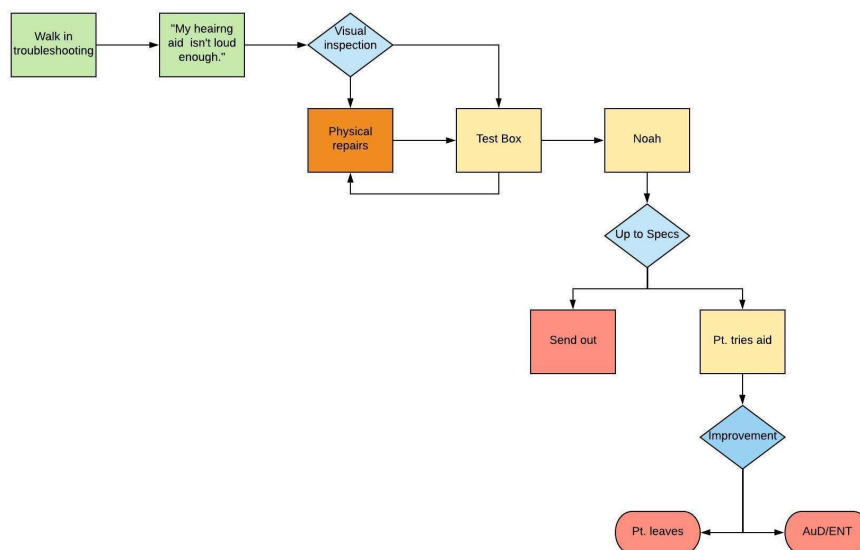 Walk in
troubleshooting
"My heairng
aid  isn't loud
enough."
Visual
inspection
Physical
repairs
Test Box
Noah
Up to Specs
Send out
Pt. tries aid
Improvement
Pt. leaves
AuD/ENT